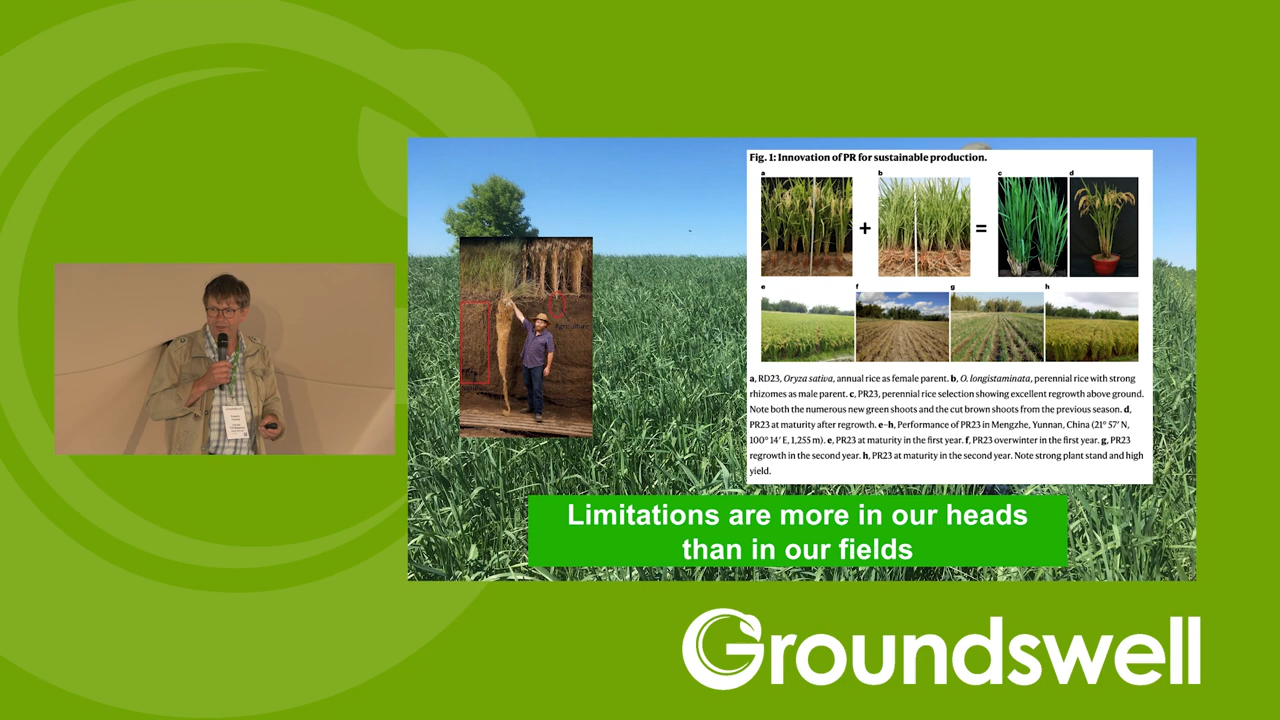 Fig. 1: Innovation of PR for sustainable production.
a
b
c
d
+
=
e
f
g
h
a, RD23, Oryza sativa, annual rice as female parent. b, O. longistaminata, perennial rice with strong
rhizomes as male parent. c, PR23, perennial rice selection showing excellent regrowth above ground.
Note both the numerous new green shoots and the cut brown shoots from the previous season. d,
PR23 at maturity after regrowth. e–h, Performance of PR23 in Mengzhe, Yunnan, China (21° 57′ N,
100° 14′ E, 1,255 m). e, PR23 at maturity in the first year. f, PR23 overwinter in the first year. g, PR23
regrowth in the second year. h, PR23 at maturity in the second year. Note strong plant stand and high
yield.
Agriculture
Limitations are more in our heads
than in our fields
Groundswell